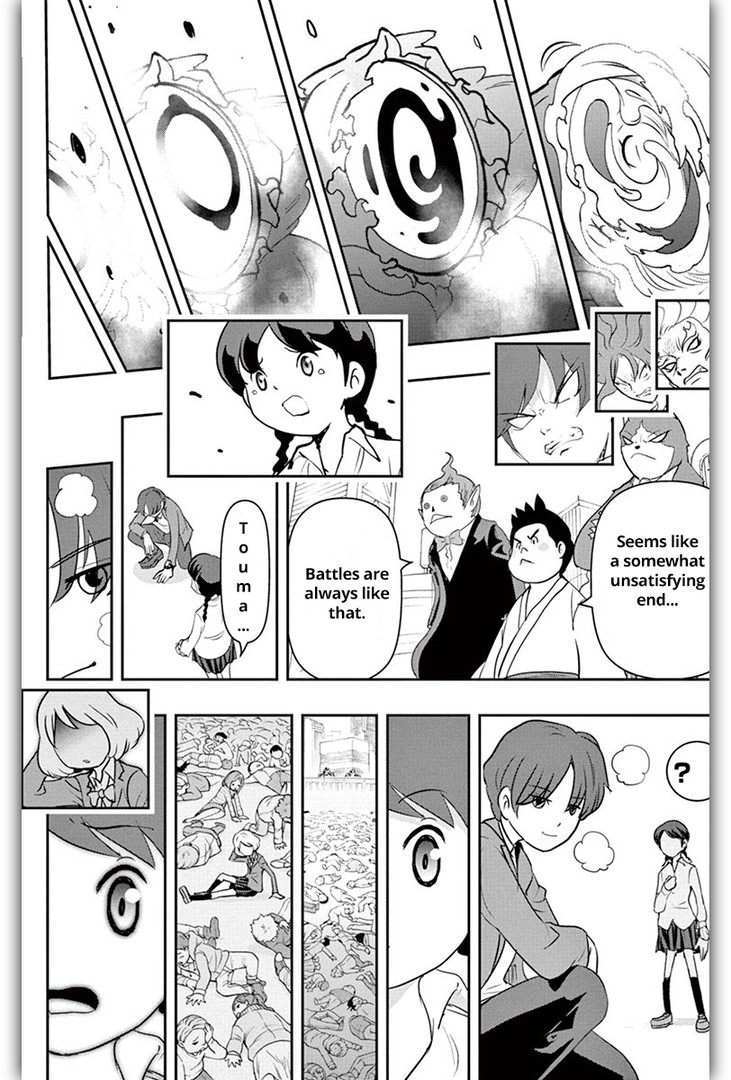 Seems like
a somewhat
unsatisfying
end...
Battles are
always like
that.
T
o
u
m
a
...
?